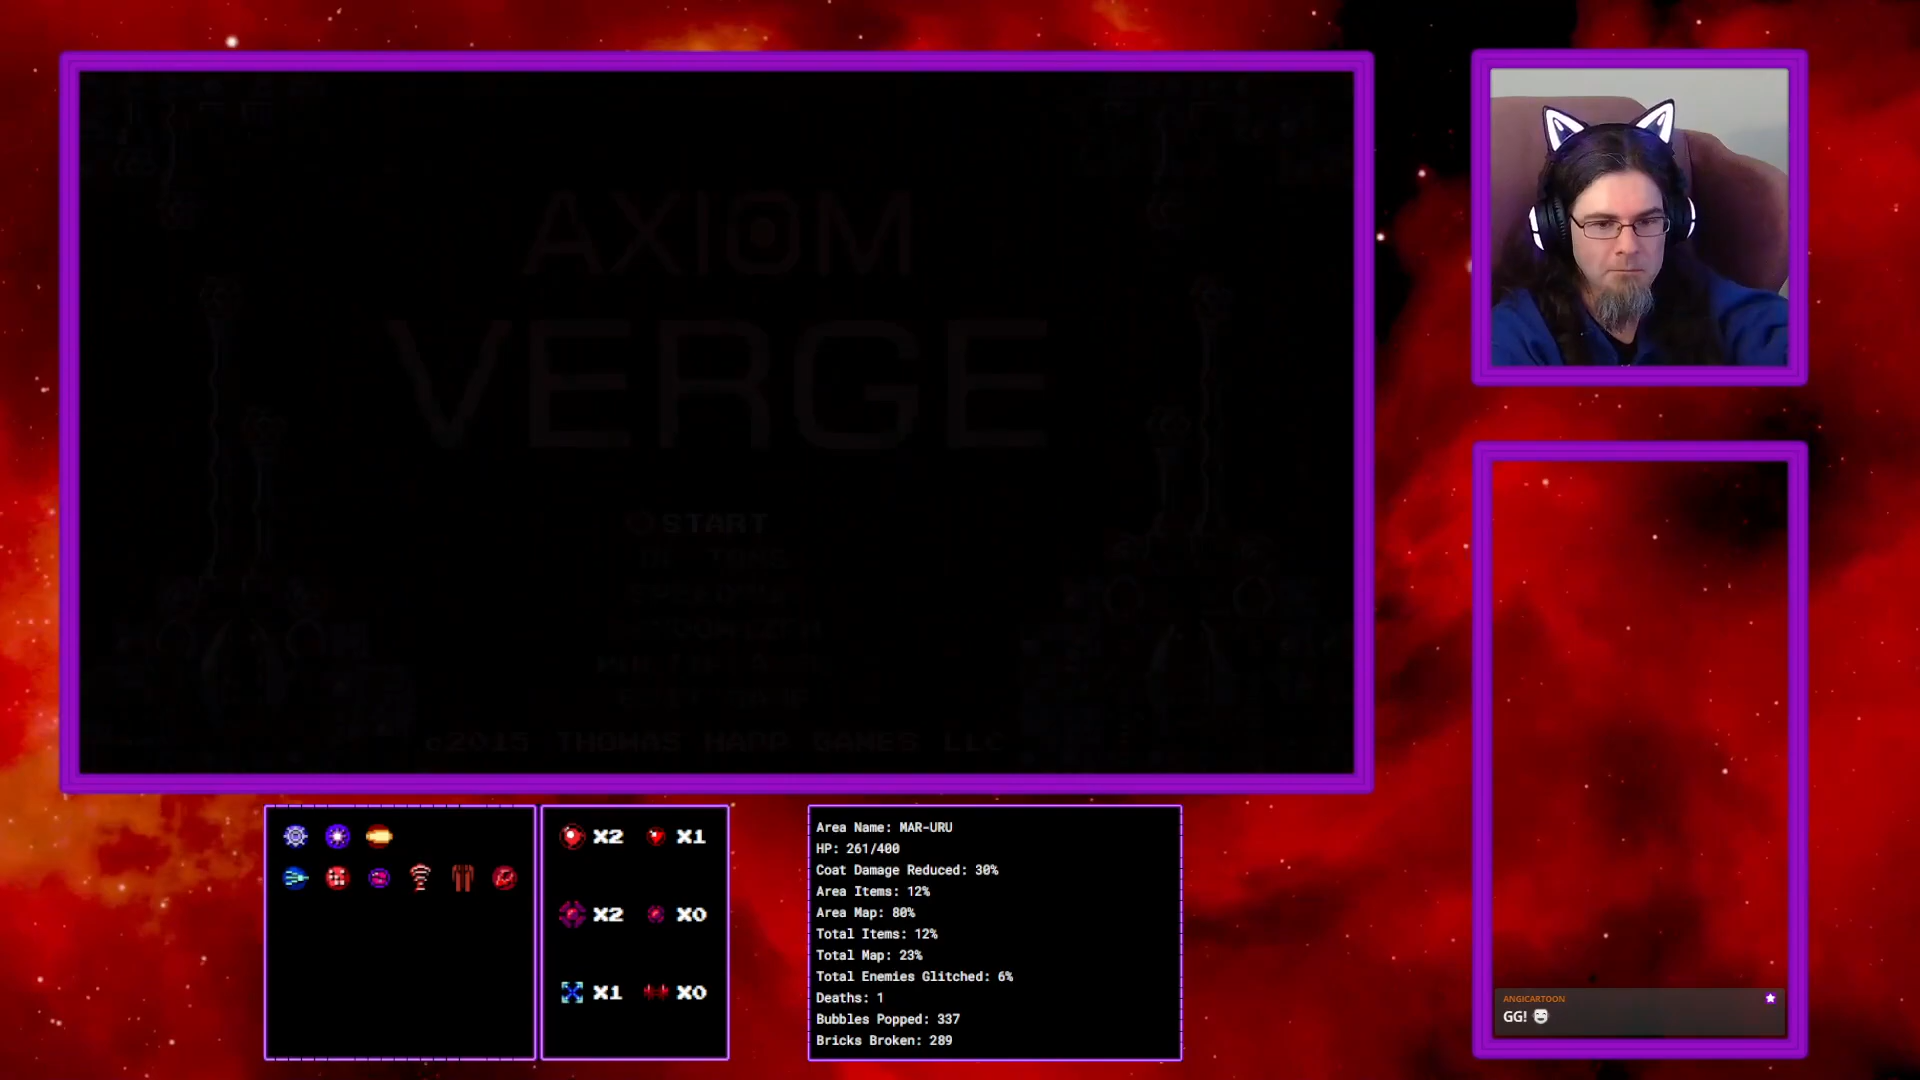 AXIOM
VERGE
START
©2015 THOMAS HAPP GAMES LLC
X2 X1
X2 X0
X1 X0
Area Name: MAR-URU
HP: 261/400
Coat Damage Reduced: 30%
Area Items: 12%
Area Map: 80%
Total Items: 12%
Total Map: 23%
Total Enemies Glitched: 6%
Deaths: 1
Bubbles Popped: 337
Bricks Broken: 289
ANGICARTOON
GG!